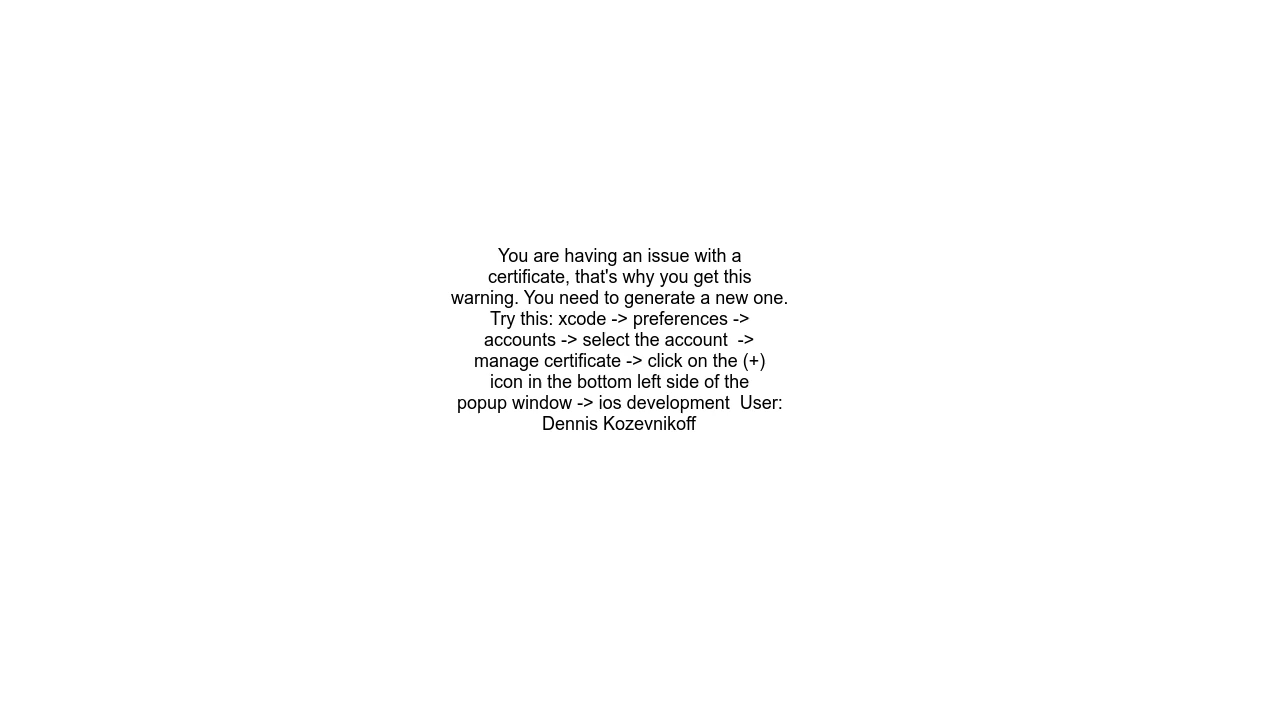 You are having an issue with a
certificate, that's why you get this
warning. You need to generate a new one.
Try this: xcode -> preferences ->
accounts -> select the account  ->
manage certificate -> click on the (+)
icon in the bottom left side of the
popup window -> ios development  User:
Dennis Kozevnikoff